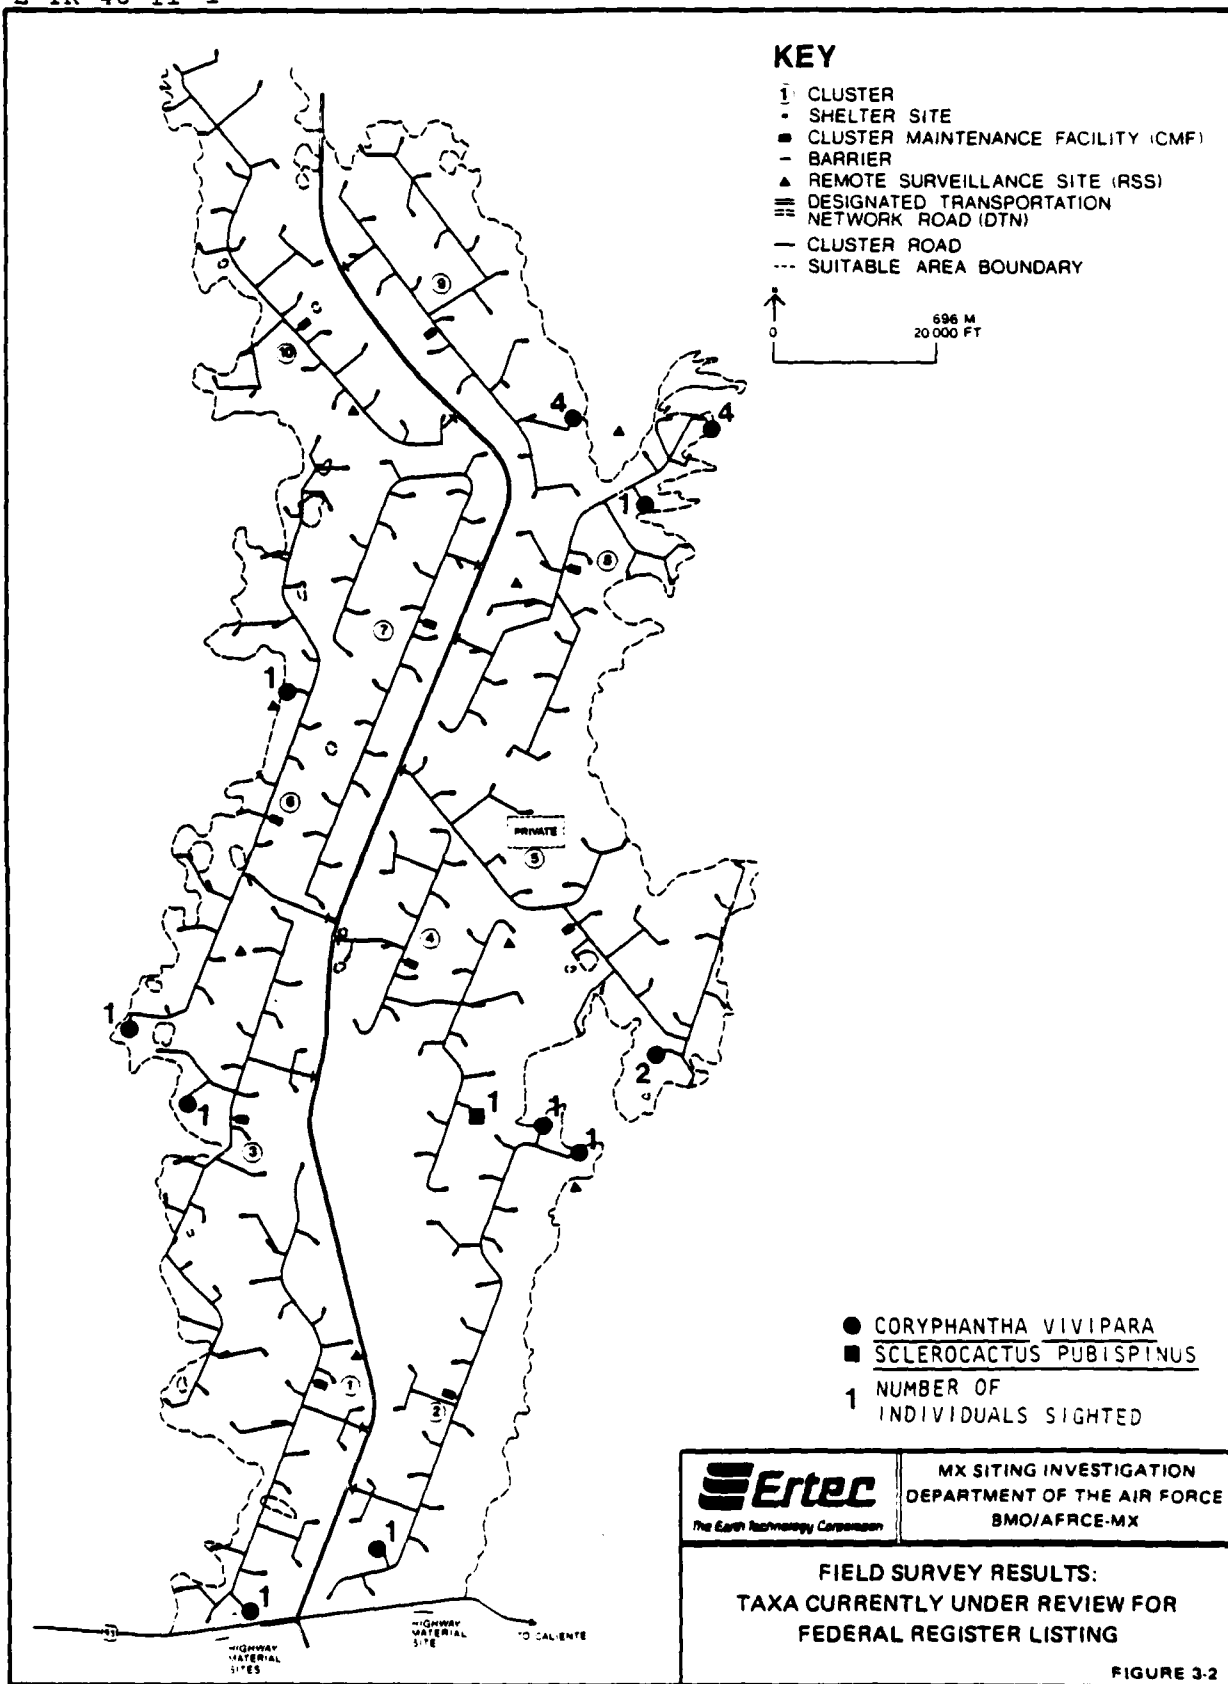 KEY
1 CLUSTER
SHELTER SITE
CLUSTER MAINTENANCE FACILITY (CMF)
BARRIER
REMOTE SURVEILLANCE SITE (RSS)
DESIGNATED TRANSPORTATION
NETWORK ROAD (DTN)
CLUSTER ROAD
SUITABLE AREA BOUNDARY
0
696 M
20 000 FT
9
10
4
4
1
8
7
1
6
PRIVATE
5
4
1
2
1
1
1
1
3
1
2
1
1
HIGHWAY
MATERIAL
SITES
HIGHWAY
MATERIAL
SITE
TO CALIENTE
CORYPHANTHA VIVIPARA
SCLEROCACTUS PUBISPINUS
1 NUMBER OF
INDIVIDUALS SIGHTED
Ertec
The Earth Technology Corporation
MX SITING INVESTIGATION
DEPARTMENT OF THE AIR FORCE
BMO/AFRCE-MX
FIELD SURVEY RESULTS:
TAXA CURRENTLY UNDER REVIEW FOR
FEDERAL REGISTER LISTING
FIGURE 3-2